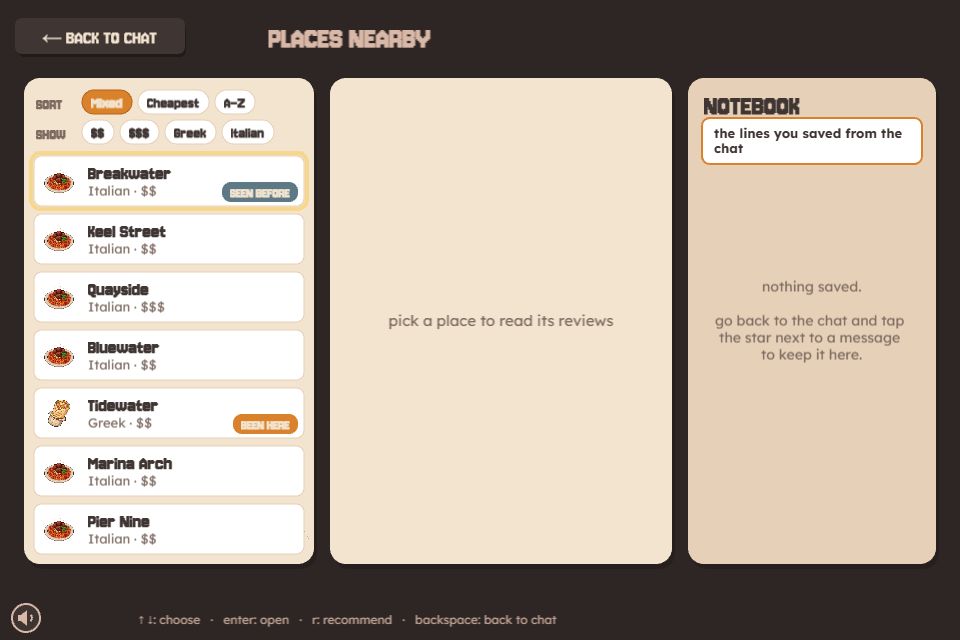 ← BACK TO CHAT
PLACES NEARBY
SORT Mixed Cheapest A-Z
SHOW $$ $$$ Greek Italian
Breakwater
Italian · $$
BEEN BEFORE
Keel Street
Italian · $$
Quayside
Italian · $$$
Bluewater
Italian · $$
Tidewater
Greek · $$
BEEN HERE
Marina Arch
Italian · $$
Pier Nine
Italian · $$
pick a place to read its reviews
NOTEBOOK
the lines you saved from the
chat
nothing saved.
go back to the chat and tap
the star next to a message
to keep it here.
↑ ↓: choose · enter: open · r: recommend · backspace: back to chat